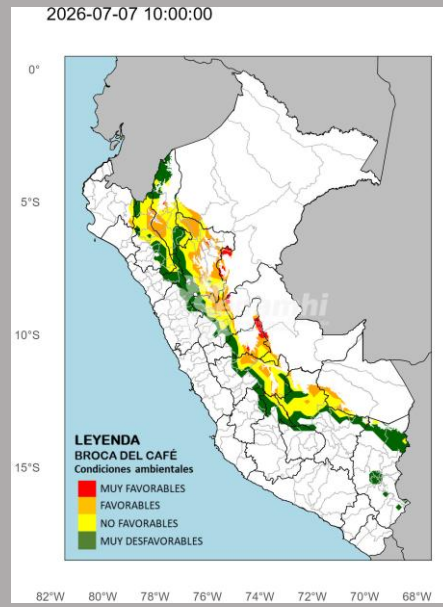 2026-07-07 10:00:00
0°
5°S
10°S
15°S
senamhi
LEYENDA
BROCA DEL CAFÉ
Condiciones ambientales
MUY FAVORABLES
FAVORABLES
NO FAVORABLES
MUY DESFAVORABLES
82°W 80°W 78°W 76°W 74°W 72°W 70°W 68°W